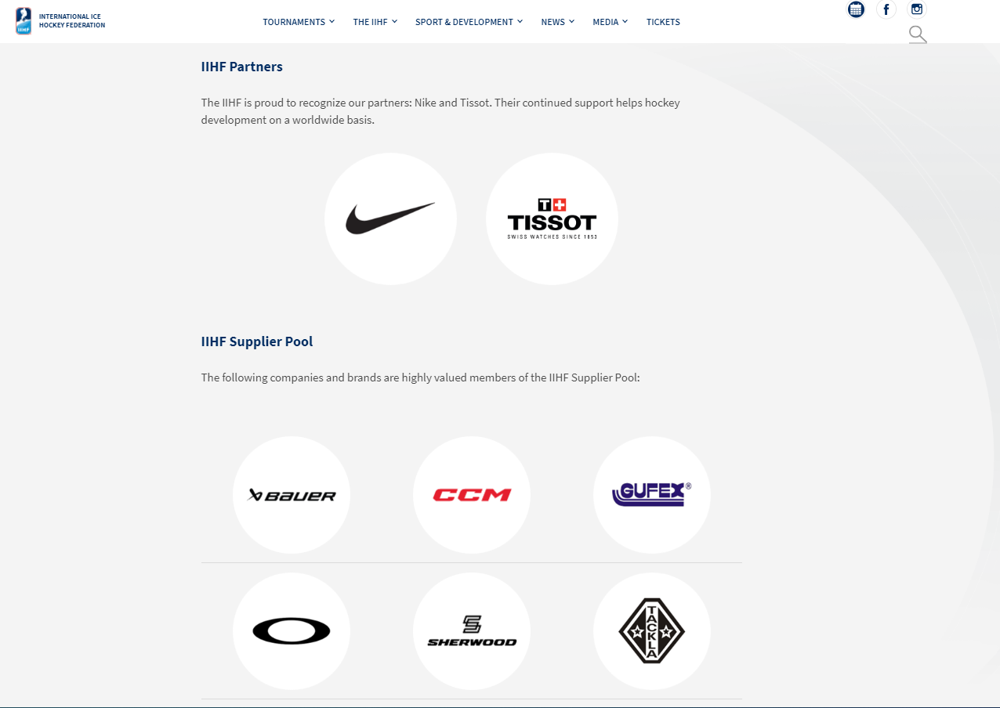 INTERNATIONAL ICE
HOCKEY FEDERATION
IIHF
TOURNAMENTS THE IIHF SPORT & DEVELOPMENT NEWS MEDIA TICKETS
f
IIHF Partners
The IIHF is proud to recognize our partners: Nike and Tissot. Their continued support helps hockey
development on a worldwide basis.
T+
TISSOT
SWISS WATCHES SINCE 1853
IIHF Supplier Pool
The following companies and brands are highly valued members of the IIHF Supplier Pool:
BAUER
CCM
GUFEX®
SHERWOOD
TACKLA